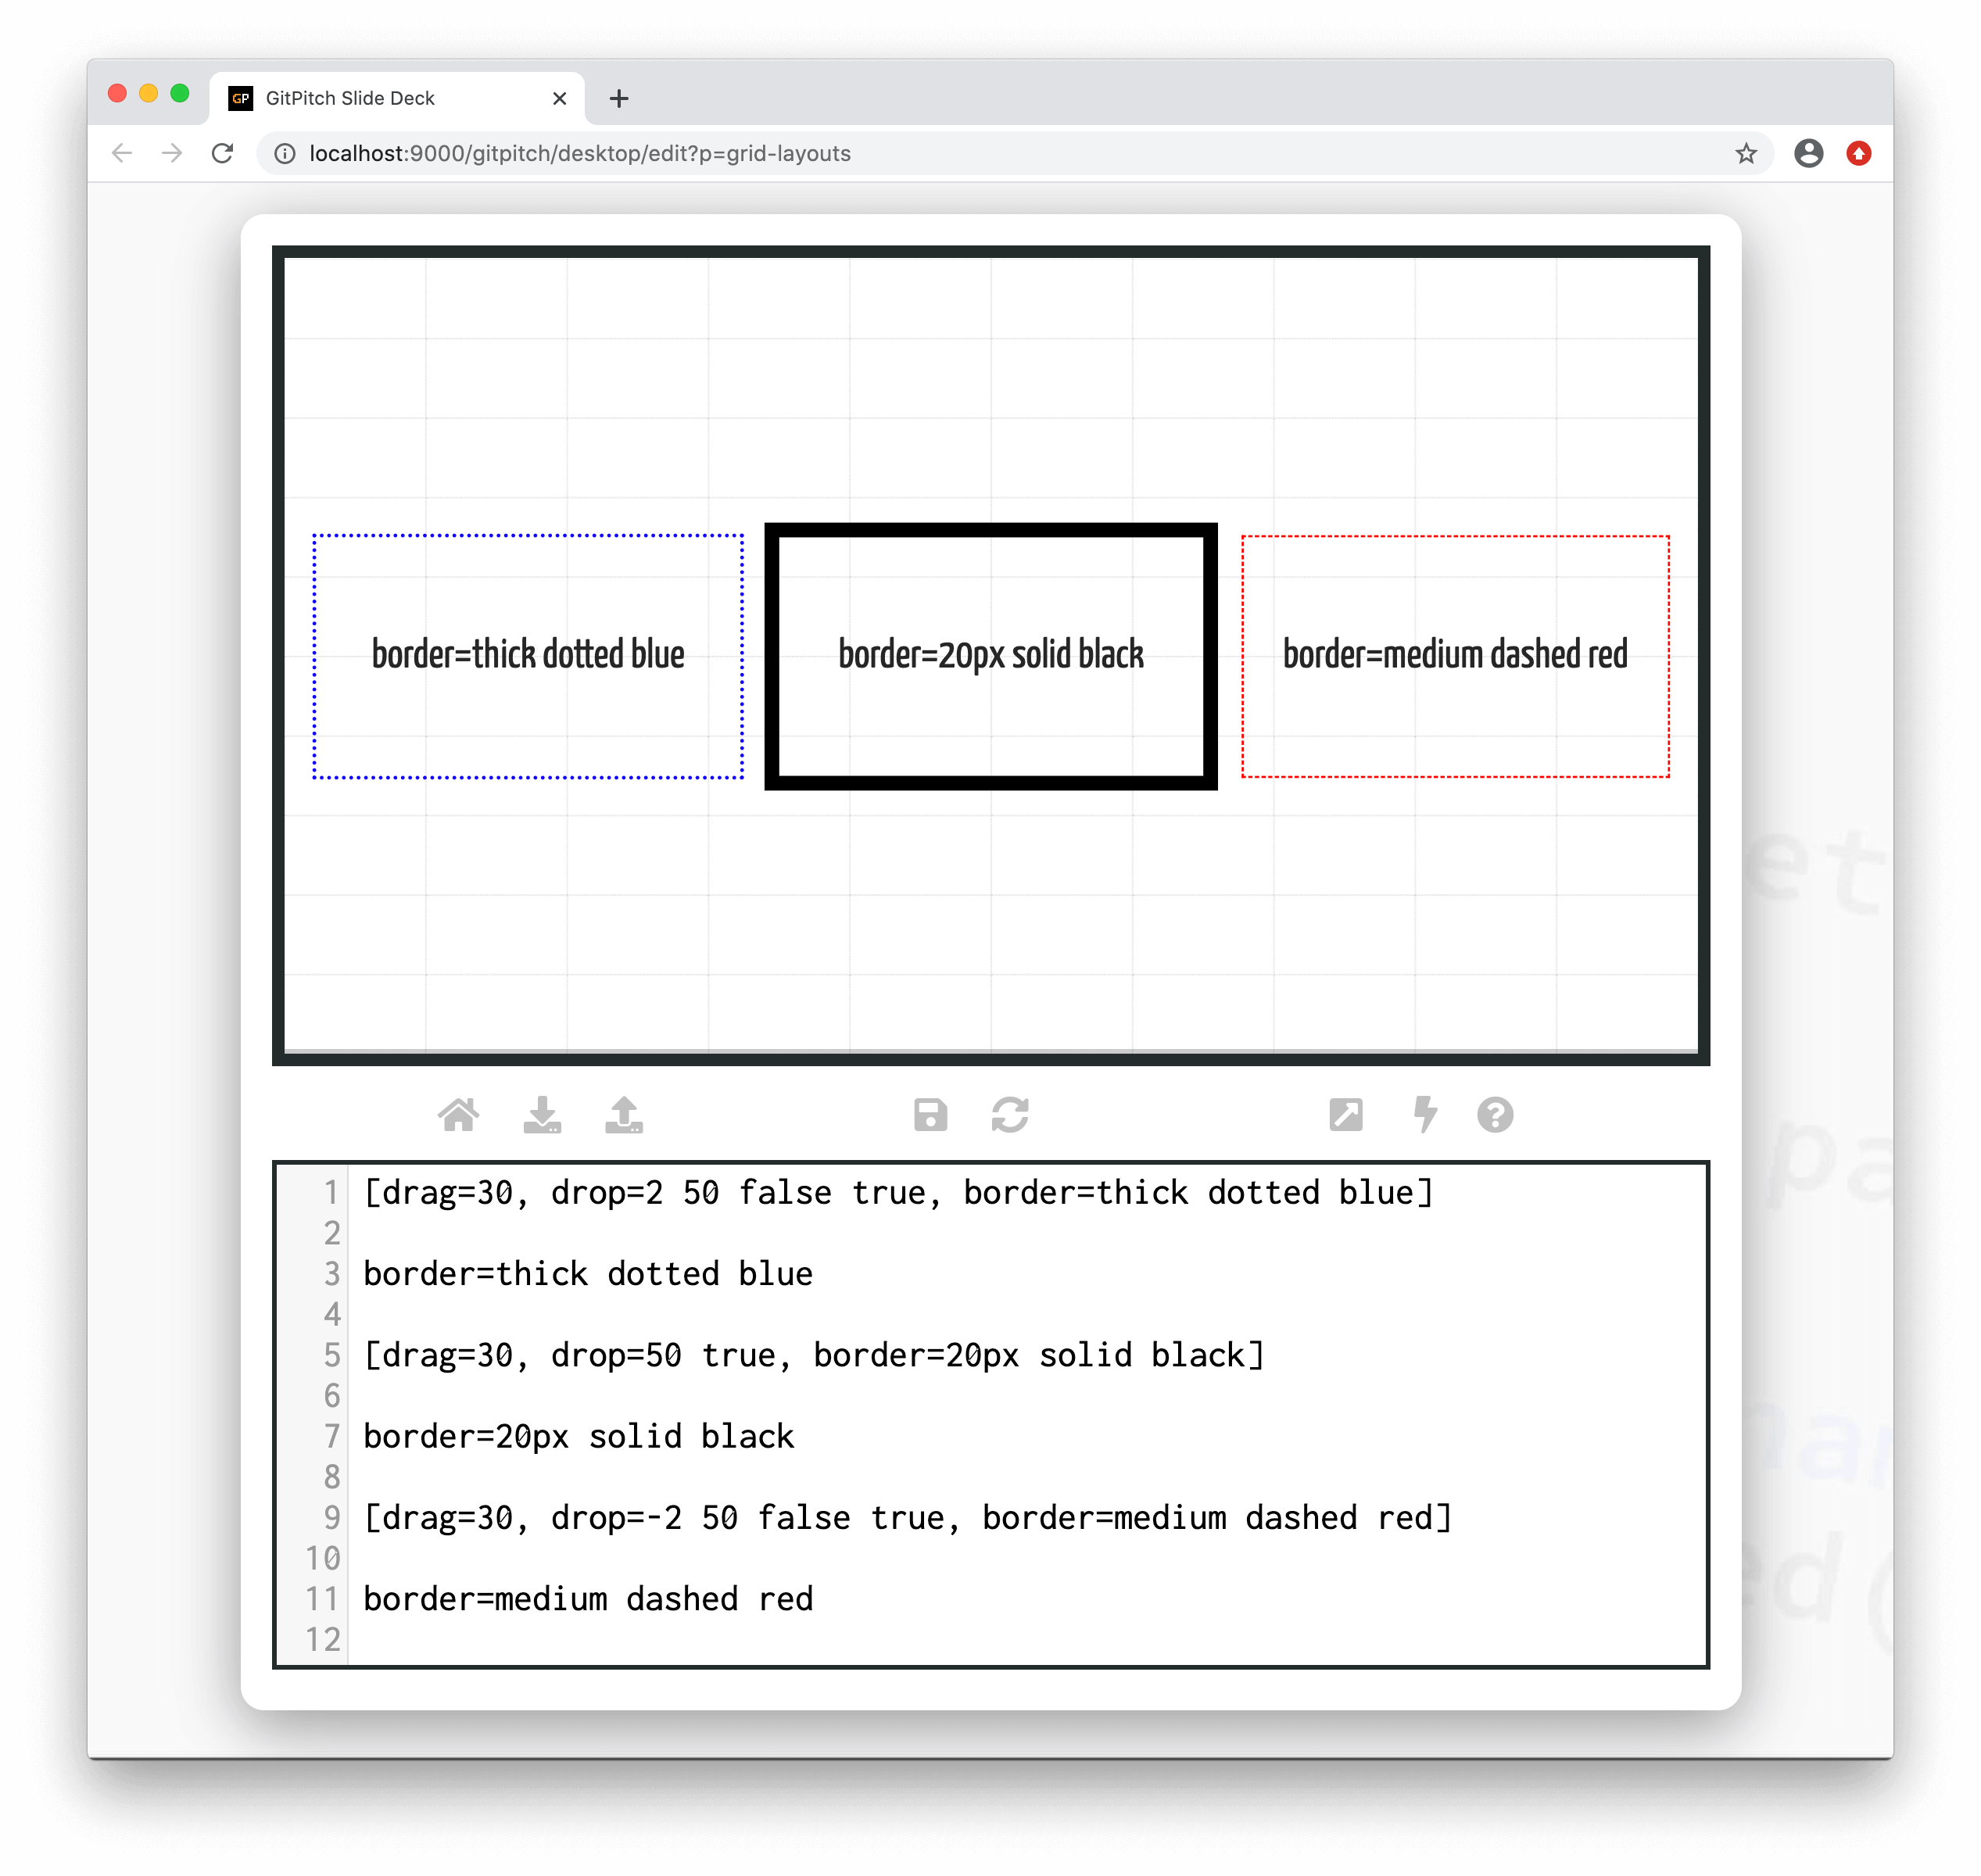 GP GitPitch Slide Deck
localhost:9000/gitpitch/desktop/edit?p=grid-layouts
border=thick dotted blue
border=20px solid black
border=medium dashed red
1 [drag=30, drop=2 50 false true, border=thick dotted blue]
2
3 border=thick dotted blue
4
5 [drag=30, drop=50 true, border=20px solid black]
6
7 border=20px solid black
8
9 [drag=30, drop=-2 50 false true, border=medium dashed red]
10
11 border=medium dashed red
12